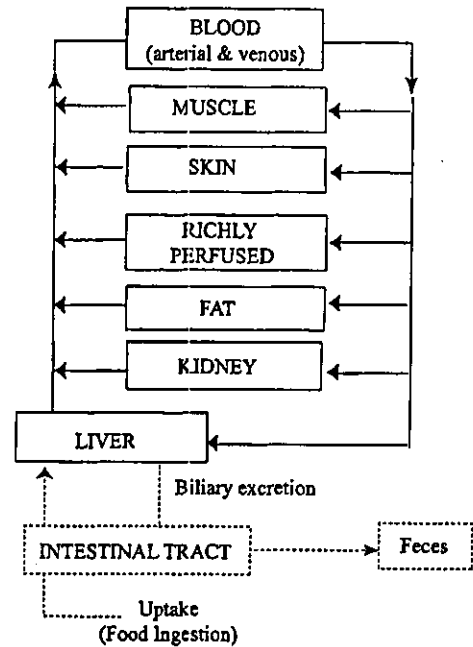 BLOOD
(arterial & venous)
MUSCLE
SKIN
RICHLY
PERFUSED
FAT
KIDNEY
LIVER
Biliary excretion
INTESTINAL TRACT
Feces
Uptake
(Food Ingestion)